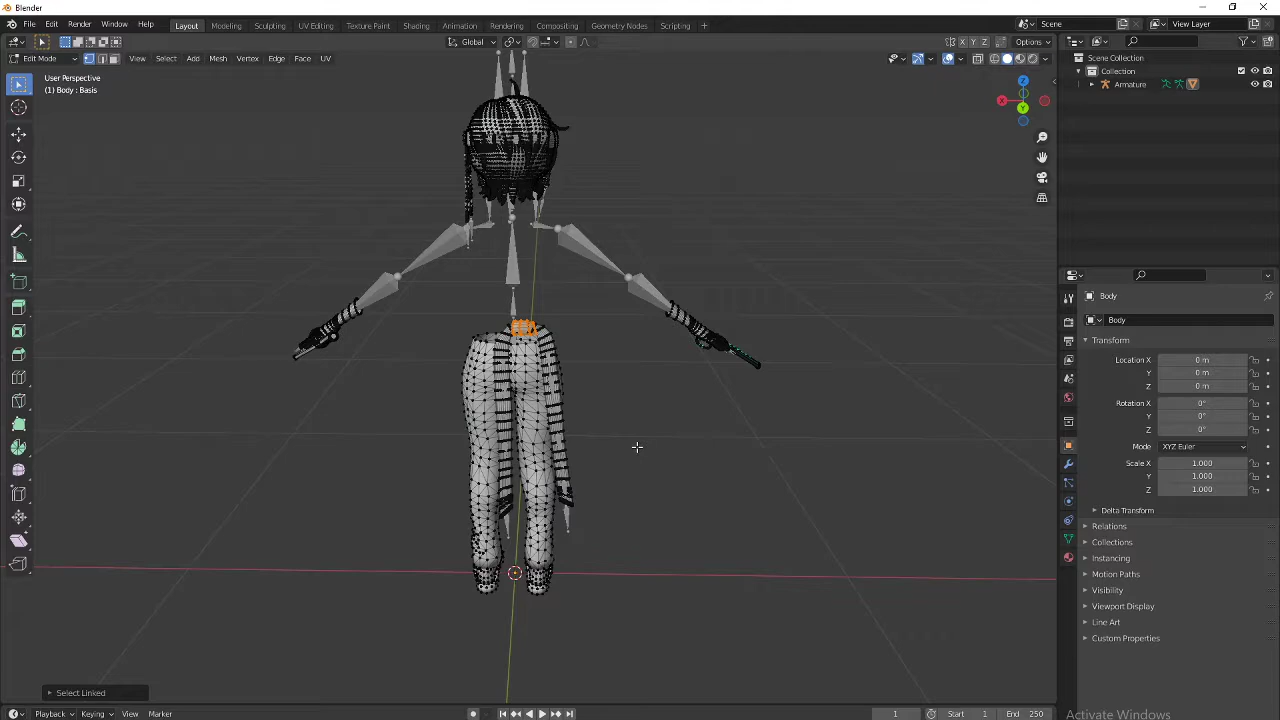 Blender
File Edit Render Window Help Layout Modeling Sculpting UV Editing Texture Paint Shading Animation Rendering Compositing Geometry Nodes Scripting + Scene View Layer
Global X Y Z Options
Edit Mode View Select Add Mesh Vertex Edge Face UV
User Perspective
(1) Body : Basis
Scene Collection
Collection
Armature
X Y Z
Body
Body
Transform
Location X 0 m
Y 0 m
Z 0 m
Rotation X 0°
Y 0°
Z 0°
Mode XYZ Euler
Scale X 1.000
Y 1.000
Z 1.000
Delta Transform
Relations
Collections
Instancing
Motion Paths
Visibility
Viewport Display
Line Art
Custom Properties
Select Linked
Playback Keying View Marker 1 Start 1 End 250
Activate Windows